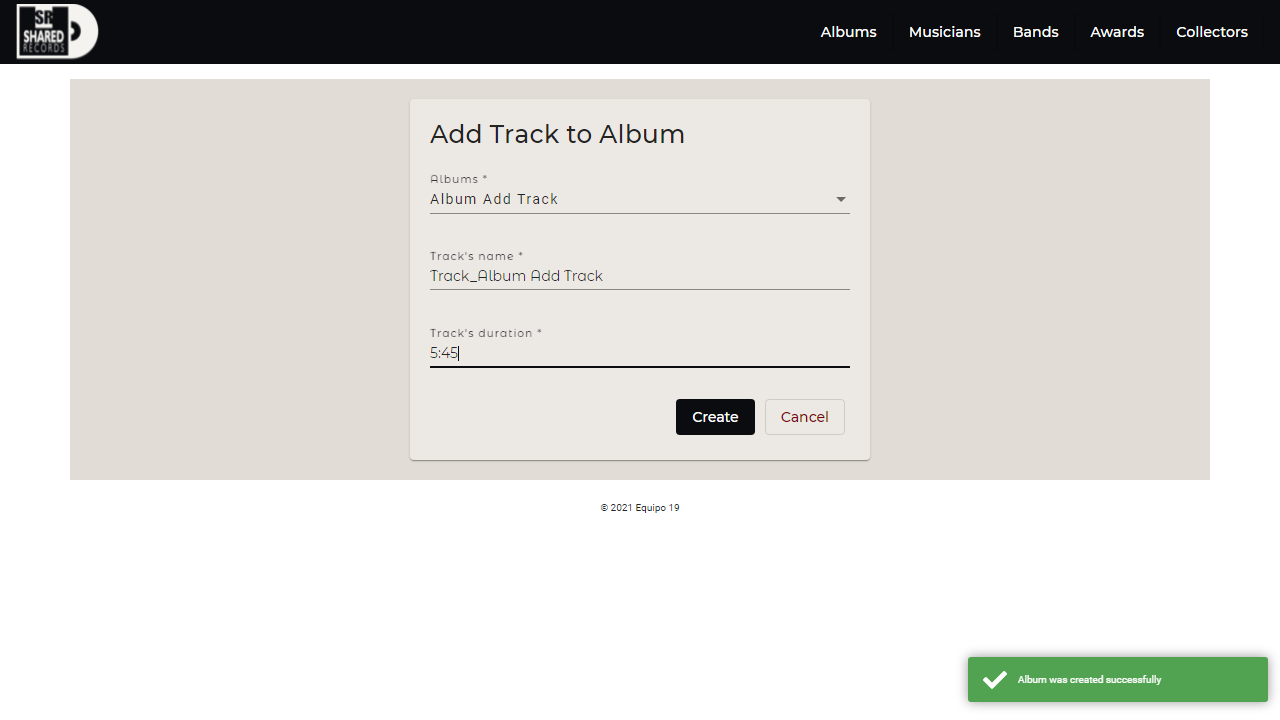 SR
SHARED
RECORDS
Albums
Musicians
Bands
Awards
Collectors
Add Track to Album
Albums *
Album Add Track
Track's name *
Track_Album Add Track
Track's duration *
5:45
Create
Cancel
© 2021 Equipo 19
Album was created successfully